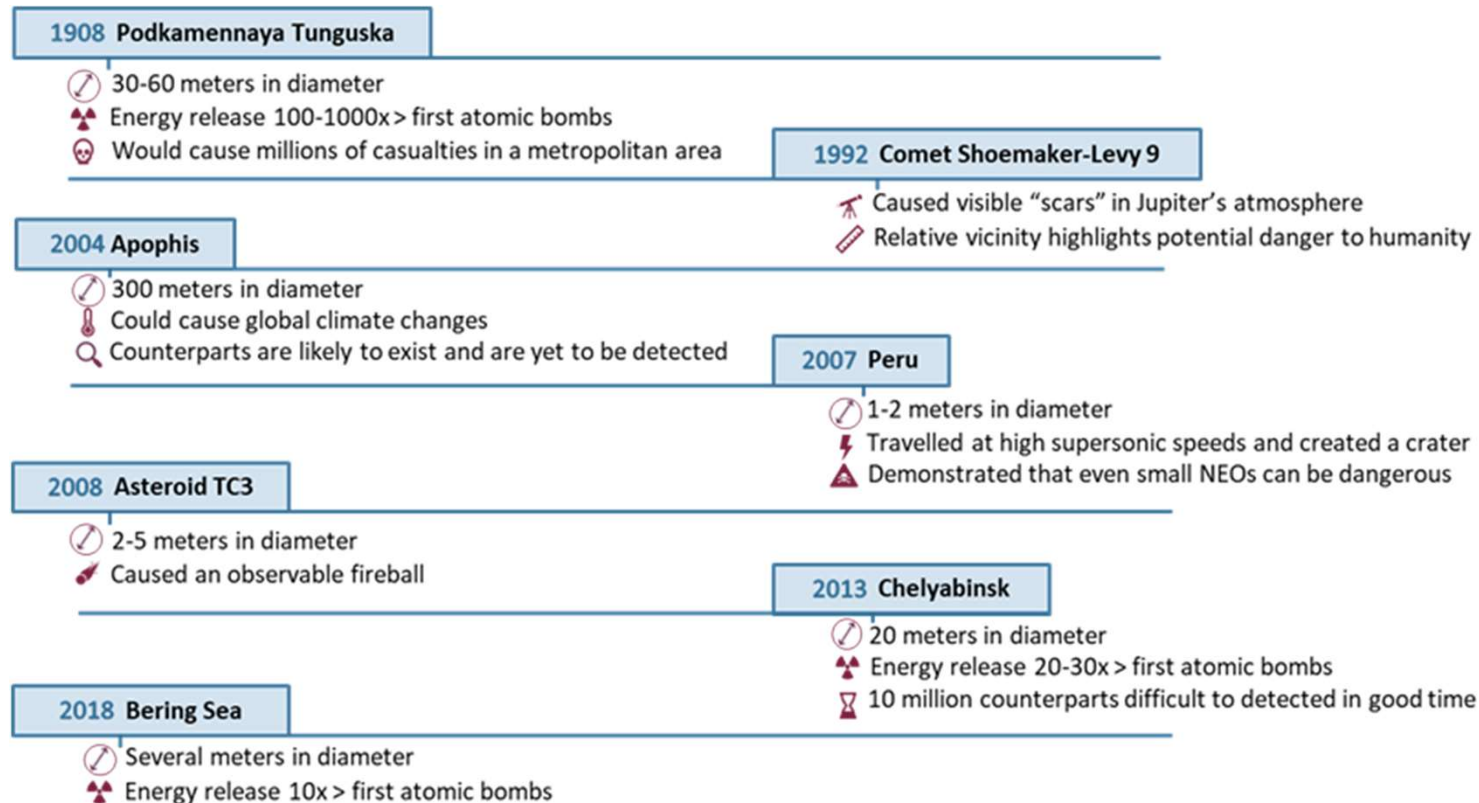 1908 Podkamennaya Tunguska
30-60 meters in diameter
Energy release 100-1000x > first atomic bombs
Would cause millions of casualties in a metropolitan area
1992 Comet Shoemaker-Levy 9
Caused visible “scars” in Jupiter’s atmosphere
Relative vicinity highlights potential danger to humanity
2004 Apophis
300 meters in diameter
Could cause global climate changes
Counterparts are likely to exist and are yet to be detected
2007 Peru
1-2 meters in diameter
Travelled at high supersonic speeds and created a crater
Demonstrated that even small NEOs can be dangerous
2008 Asteroid TC3
2-5 meters in diameter
Caused an observable fireball
2013 Chelyabinsk
20 meters in diameter
Energy release 20-30x > first atomic bombs
10 million counterparts difficult to detected in good time
2018 Bering Sea
Several meters in diameter
Energy release 10x > first atomic bombs